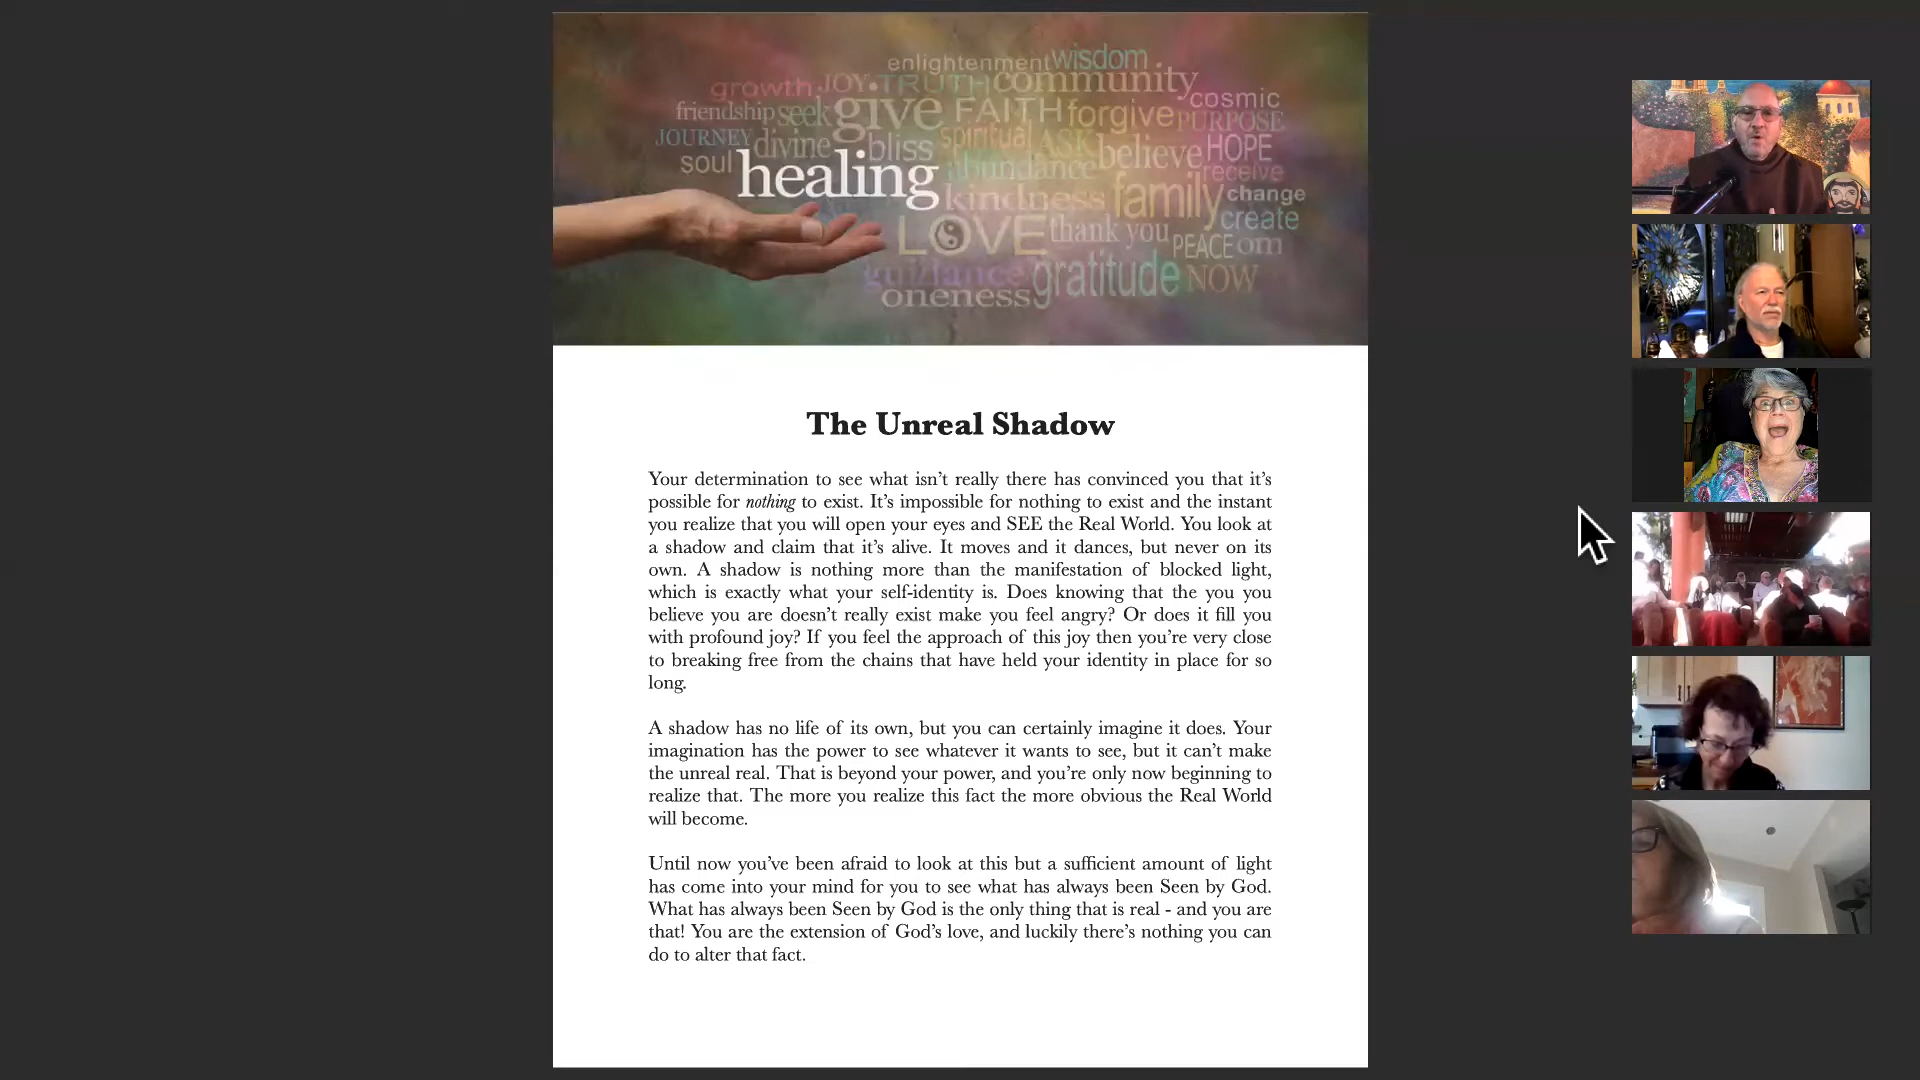 enlightenment wisdom
growth JOY TRUTH community
friendship seek give FAITH forgive cosmic
PURPOSE
JOURNEY divine bliss spiritual ASK believe HOPE
soul healing abundance receive
kindness family change
LOVE thank you PEACE create
om
guidance gratitude NOW
oneness
The Unreal Shadow
Your determination to see what isn’t really there has convinced you that it’s
possible for nothing to exist. It’s impossible for nothing to exist and the instant
you realize that you will open your eyes and SEE the Real World. You look at
a shadow and claim that it’s alive. It moves and it dances, but never on its
own. A shadow is nothing more than the manifestation of blocked light,
which is exactly what your self-identity is. Does knowing that the you you
believe you are doesn’t really exist make you feel angry? Or does it fill you
with profound joy? If you feel the approach of this joy then you’re very close
to breaking free from the chains that have held your identity in place for so
long.
A shadow has no life of its own, but you can certainly imagine it does. Your
imagination has the power to see whatever it wants to see, but it can’t make
the unreal real. That is beyond your power, and you’re only now beginning to
realize that. The more you realize this fact the more obvious the Real World
will become.
Until now you’ve been afraid to look at this but a sufficient amount of light
has come into your mind for you to see what has always been Seen by God.
What has always been Seen by God is the only thing that is real - and you are
that! You are the extension of God’s love, and luckily there’s nothing you can
do to alter that fact.